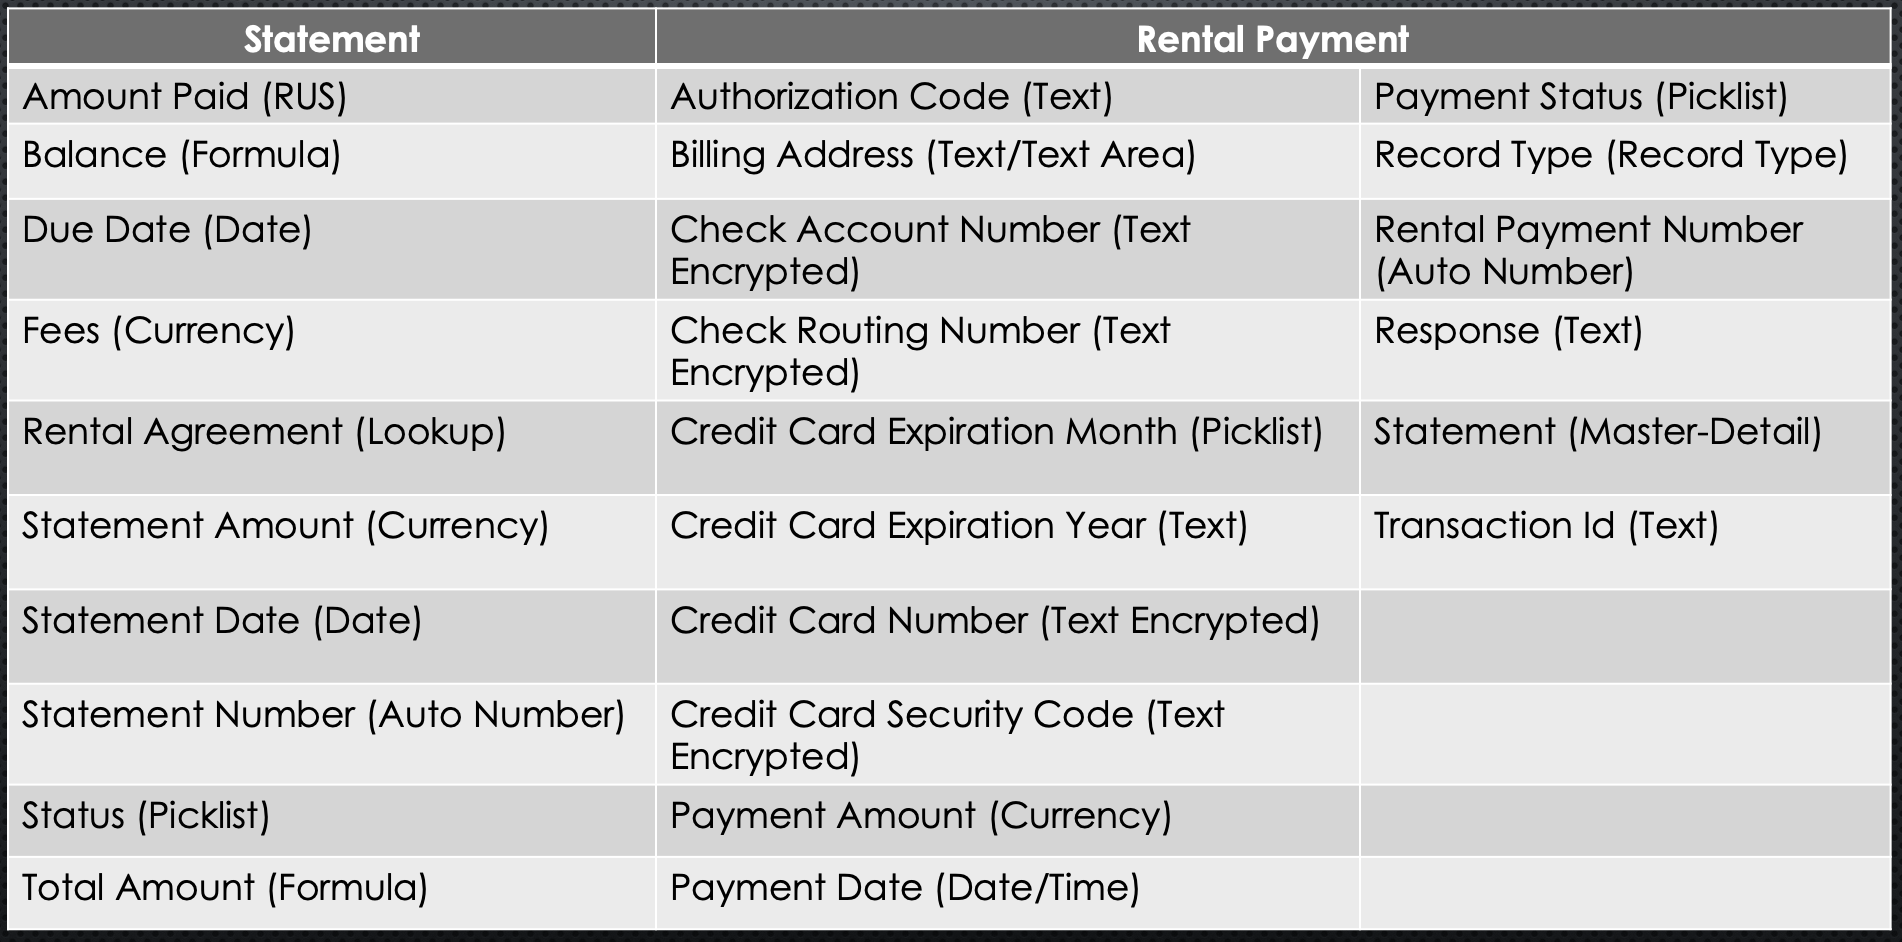 Statement Rental Payment
Amount Paid (RUS) Authorization Code (Text) Payment Status (Picklist)
Balance (Formula) Billing Address (Text/Text Area) Record Type (Record Type)
Due Date (Date) Check Account Number (Text Rental Payment Number
Encrypted) (Auto Number)
Fees (Currency) Check Routing Number (Text Response (Text)
Encrypted)
Rental Agreement (Lookup) Credit Card Expiration Month (Picklist) Statement (Master-Detail)
Statement Amount (Currency) Credit Card Expiration Year (Text) Transaction Id (Text)
Statement Date (Date) Credit Card Number (Text Encrypted)
Statement Number (Auto Number) Credit Card Security Code (Text
Encrypted)
Status (Picklist) Payment Amount (Currency)
Total Amount (Formula) Payment Date (Date/Time)